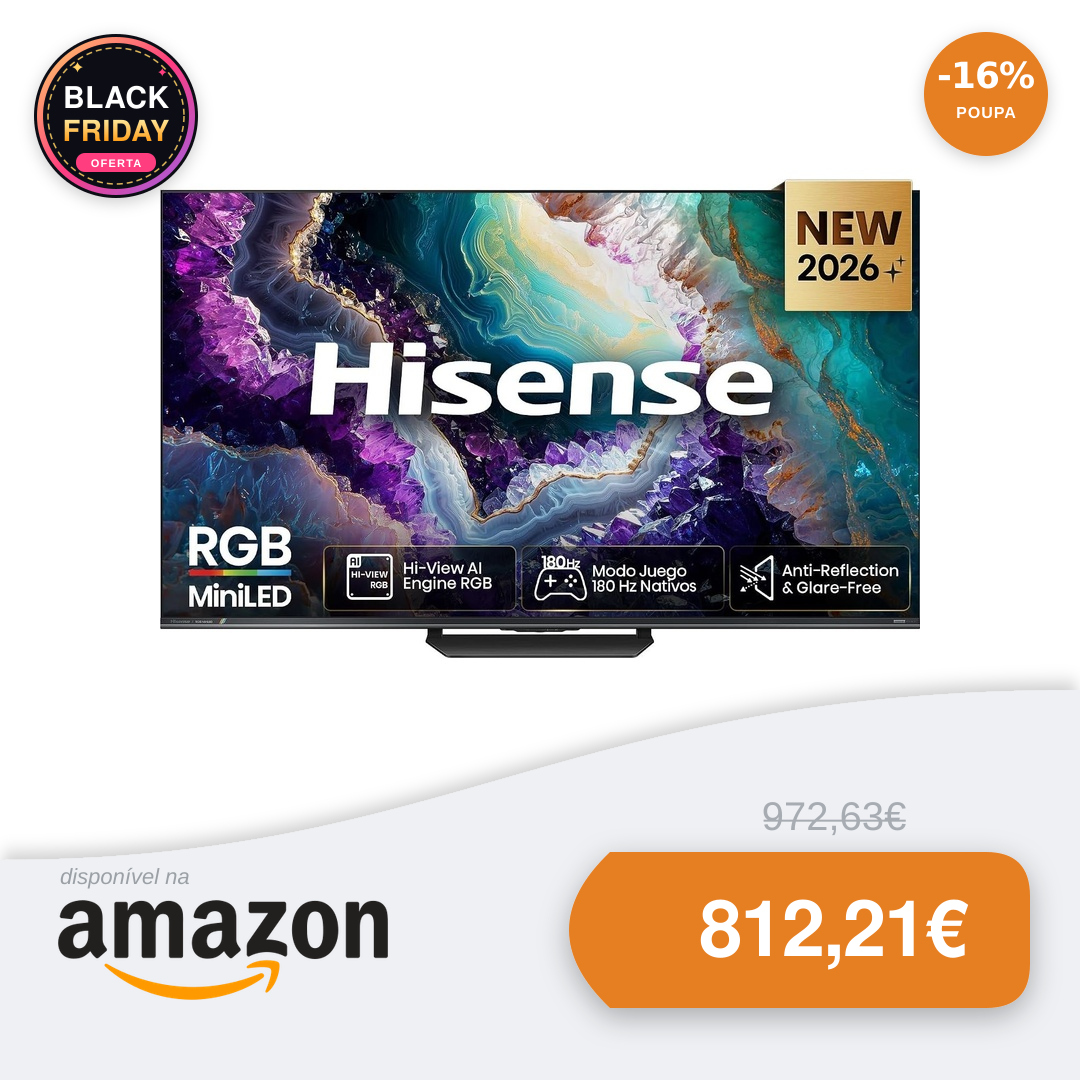 BLACK
FRIDAY
OFERTA
-16%
POUPA
NEW
2026
Hisense
RGB
MiniLED
AI
HI-VIEW
RGB
Hi-View AI
Engine RGB
180Hz
Modo Juego
180 Hz Nativos
Anti-Reflection
& Glare-Free
972,63€
812,21€
disponível na
amazon